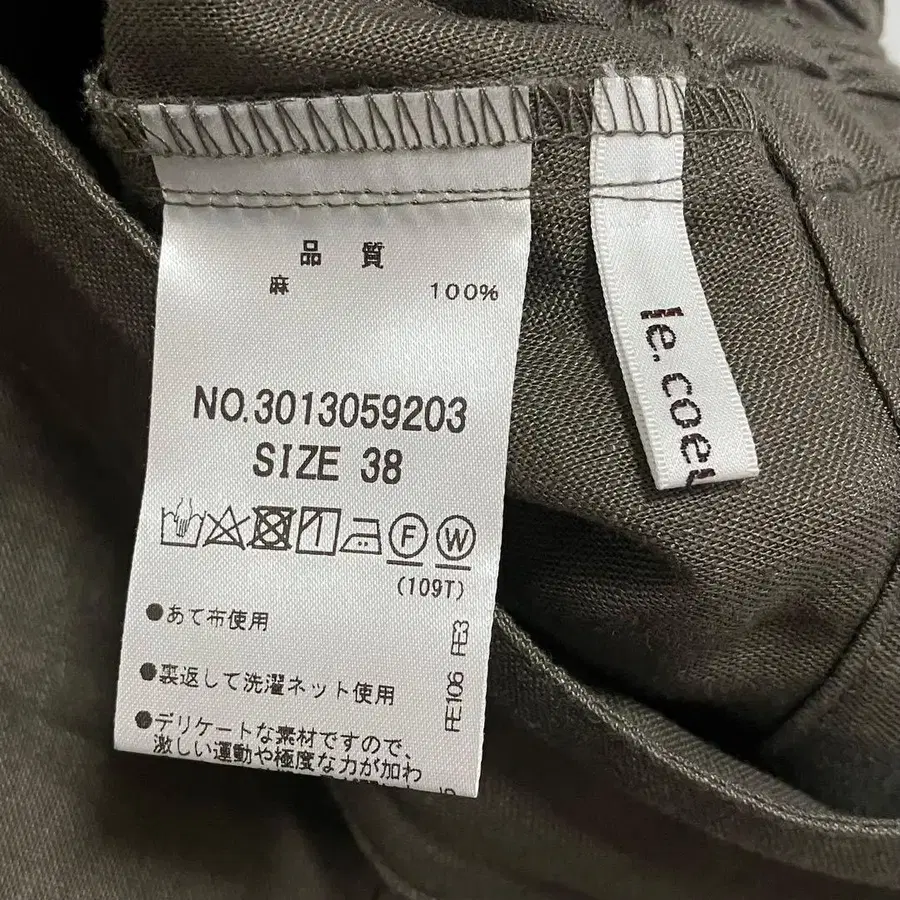 品 質
麻 100%
NO.3013059203
SIZE 38
F W
(109T)
●あて布使用
●裏返して洗濯ネット使用
●デリケートな素材ですので、
激しい運動や極度な力が加わ
FE106 FE3
le.coeu